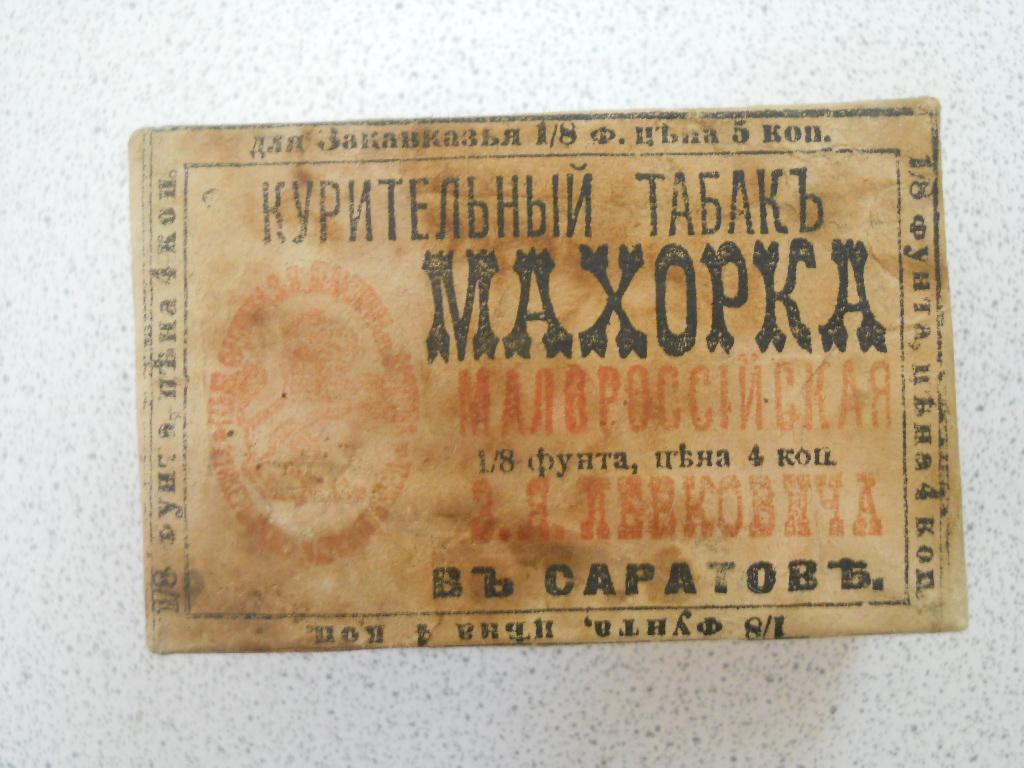 для Закавказья 1/8 Ф. цѣна 5 коп.
КУРИТЕЛЬНЫЙ ТАБАКЪ
МАХОРКА
МАЛОРОССІЙСКАЯ
1/8 фунта, цѣна 4 коп.
ЛЕВКОВИЧА
ВЪ САРАТОВѢ.
1/8 фунта, цѣна 4 коп.
1/8 фунта, цѣна 4 коп.
1/8 фунта, цѣна 4 коп.